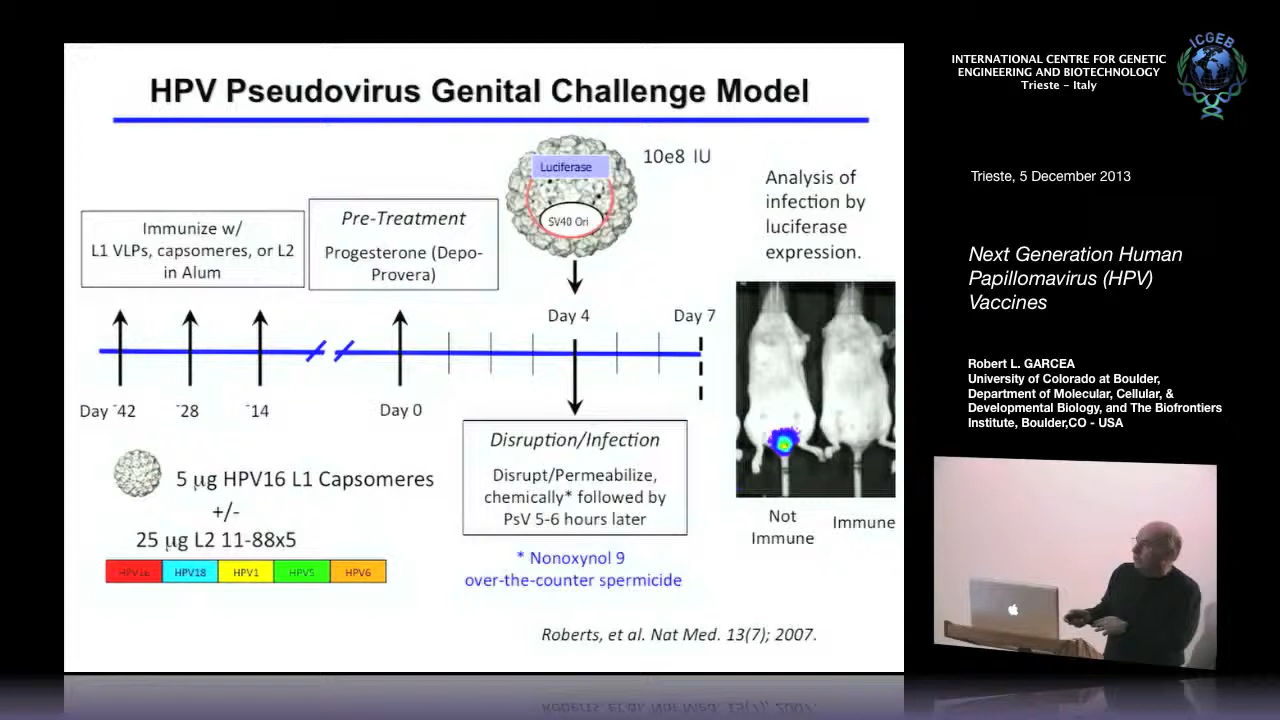 HPV Pseudovirus Genital Challenge Model
Luciferase
SV40 Ori
10e8 IU
Analysis of
infection by
luciferase
expression.
Immunize w/
L1 VLPs, capsomeres, or L2
in Alum
Pre-Treatment
Progesterone (Depo-
Provera)
Day 4
Day 7
Day -42
-28
-14
Day 0
Disruption/Infection
Disrupt/Permeabilize,
chemically* followed by
PsV 5-6 hours later
* Nonoxynol 9
over-the-counter spermicide
Not
Immune
Immune
5 μg HPV16 L1 Capsomeres
+/-
25 μg L2 11-88x5
HPV16
HPV18
HPV1
HPV5
HPV6
Roberts, et al. Nat Med. 13(7); 2007.
INTERNATIONAL CENTRE FOR GENETIC
ENGINEERING AND BIOTECHNOLOGY
Trieste - Italy
ICGEB
Trieste, 5 December 2013
Next Generation Human
Papillomavirus (HPV)
Vaccines
Robert L. GARCEA
University of Colorado at Boulder,
Department of Molecular, Cellular, &
Developmental Biology, and The Biofrontiers
Institute, Boulder,CO - USA